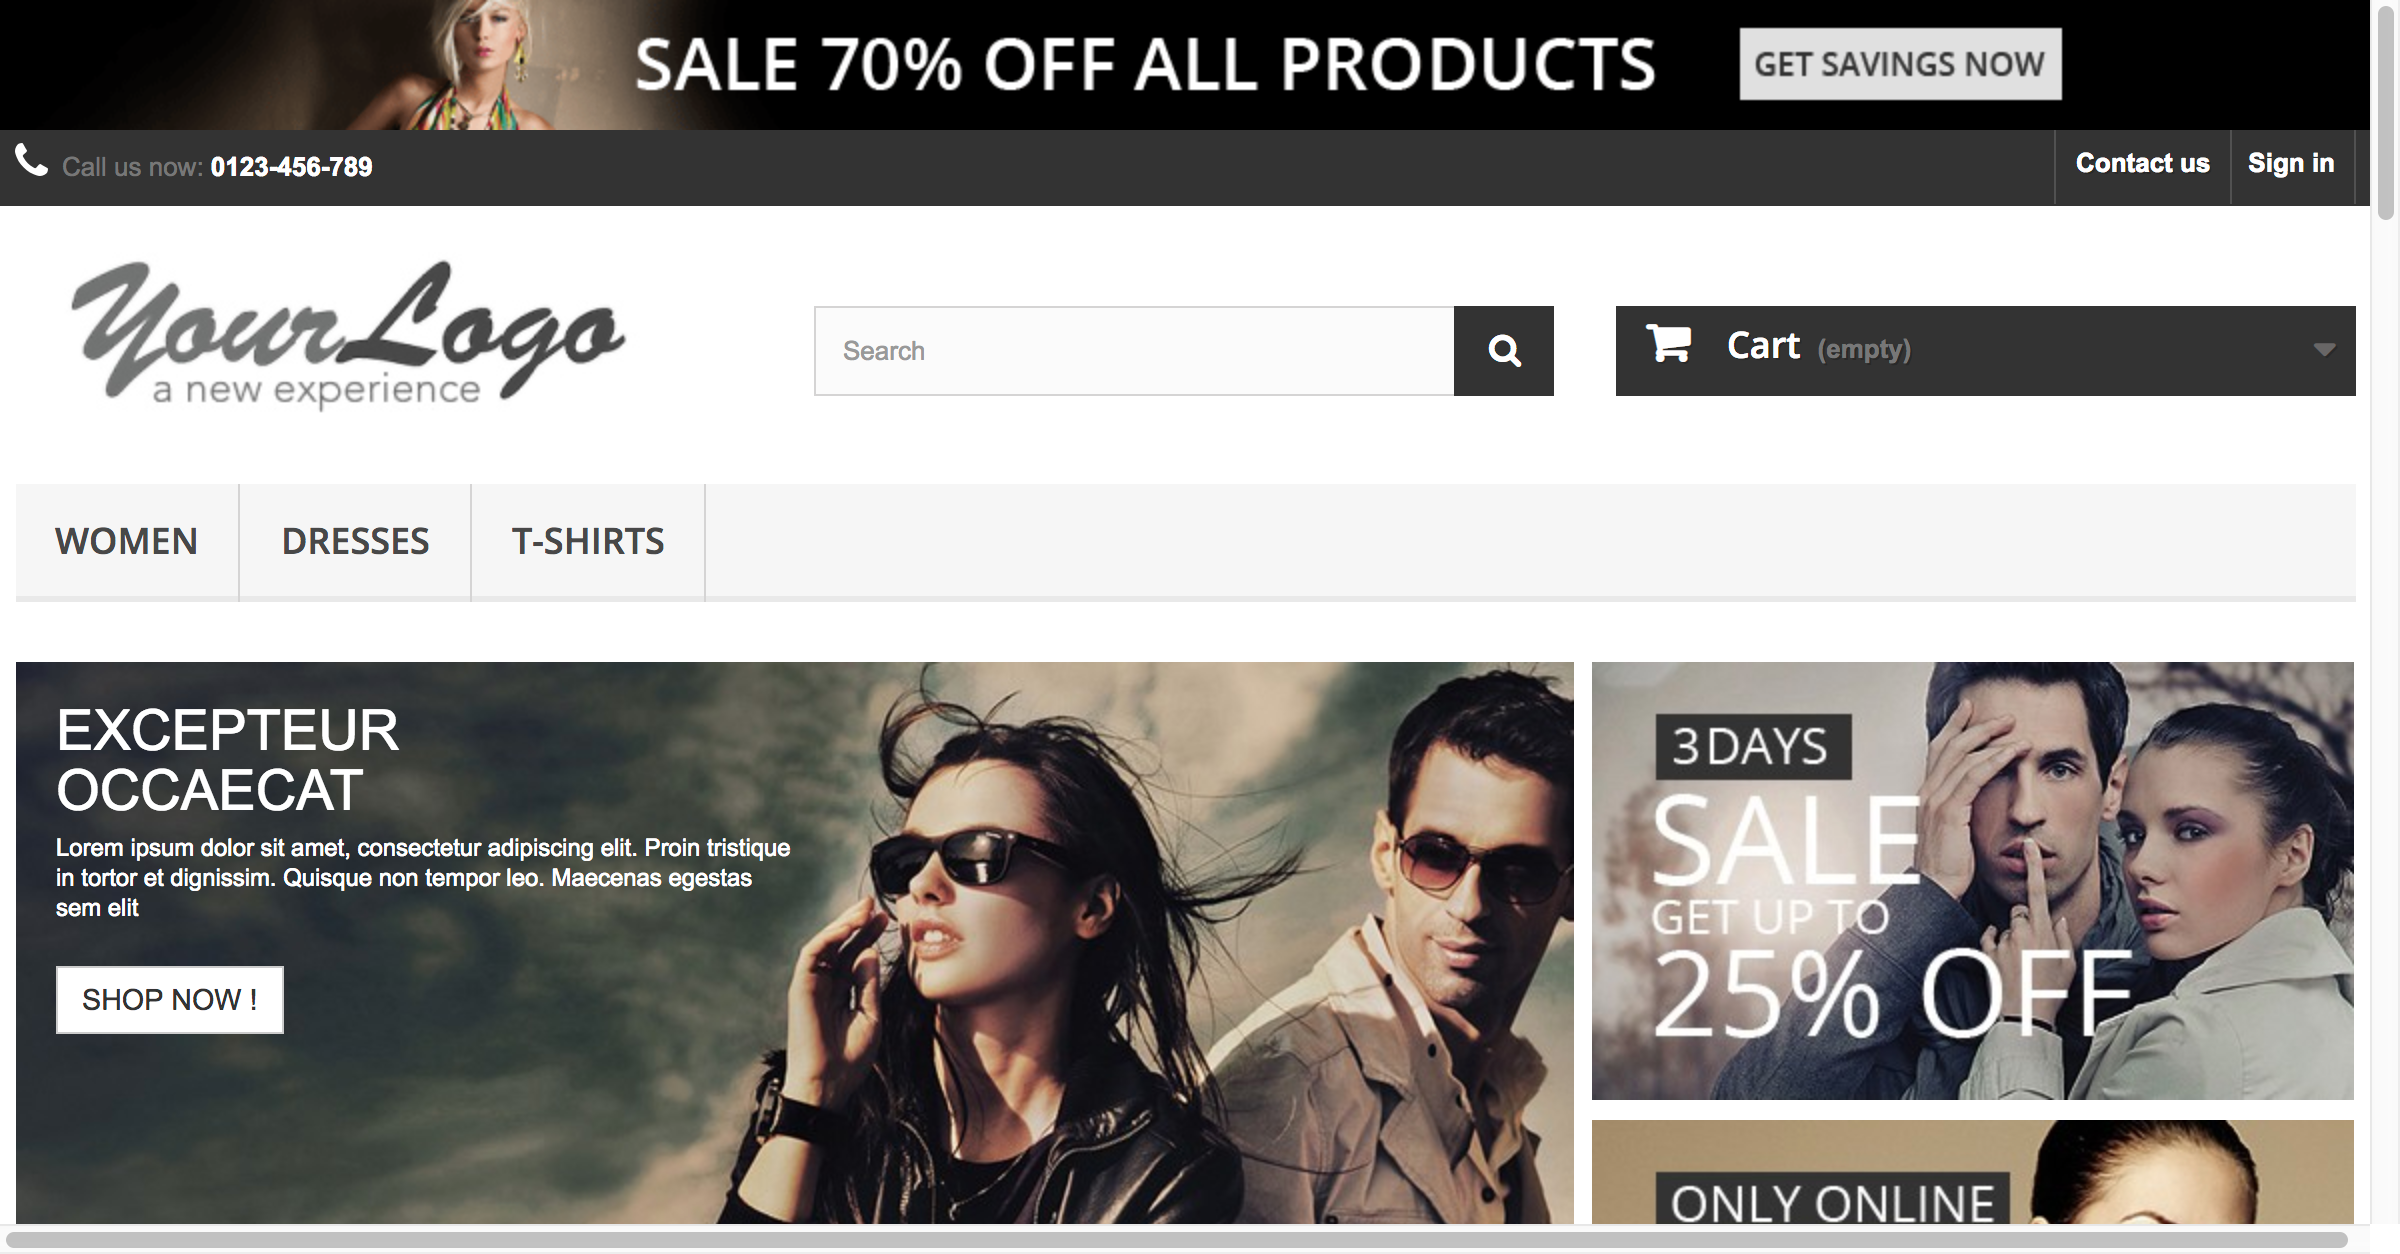 SALE 70% OFF ALL PRODUCTS
GET SAVINGS NOW
Call us now: 0123-456-789
Contact us
Sign in
YourLogo
a new experience
Search
Cart (empty)
WOMEN
DRESSES
T-SHIRTS
EXCEPTEUR
OCCAECAT
Lorem ipsum dolor sit amet, consectetur adipiscing elit. Proin tristique
in tortor et dignissim. Quisque non tempor leo. Maecenas egestas
sem elit
SHOP NOW !
3 DAYS
SALE
GET UP TO
25% OFF
ONLY ONLINE